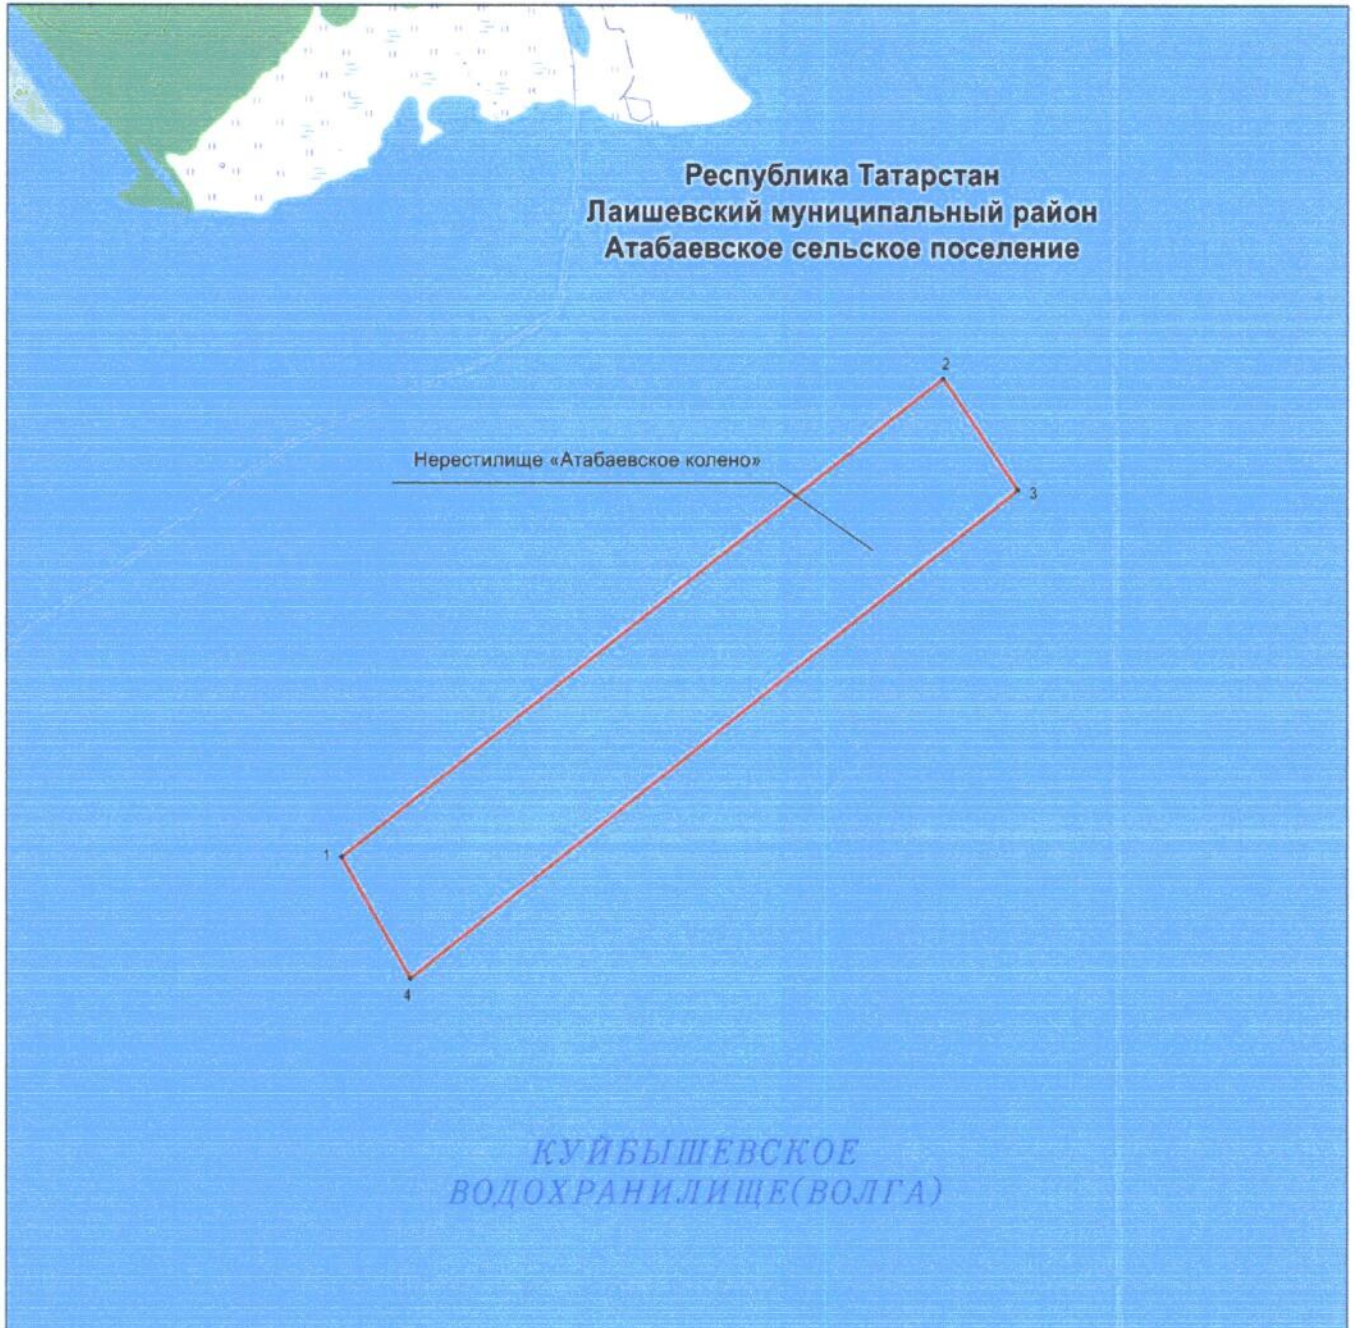 Республика Татарстан
Лаишевский муниципальный район
Атабаевское сельское поселение
2
Нерестилище «Атабаевское колено»
3
1
4
КУЙБЫШЕВСКОЕ
ВОДОХРАНИЛИЩЕ(ВОЛГА)